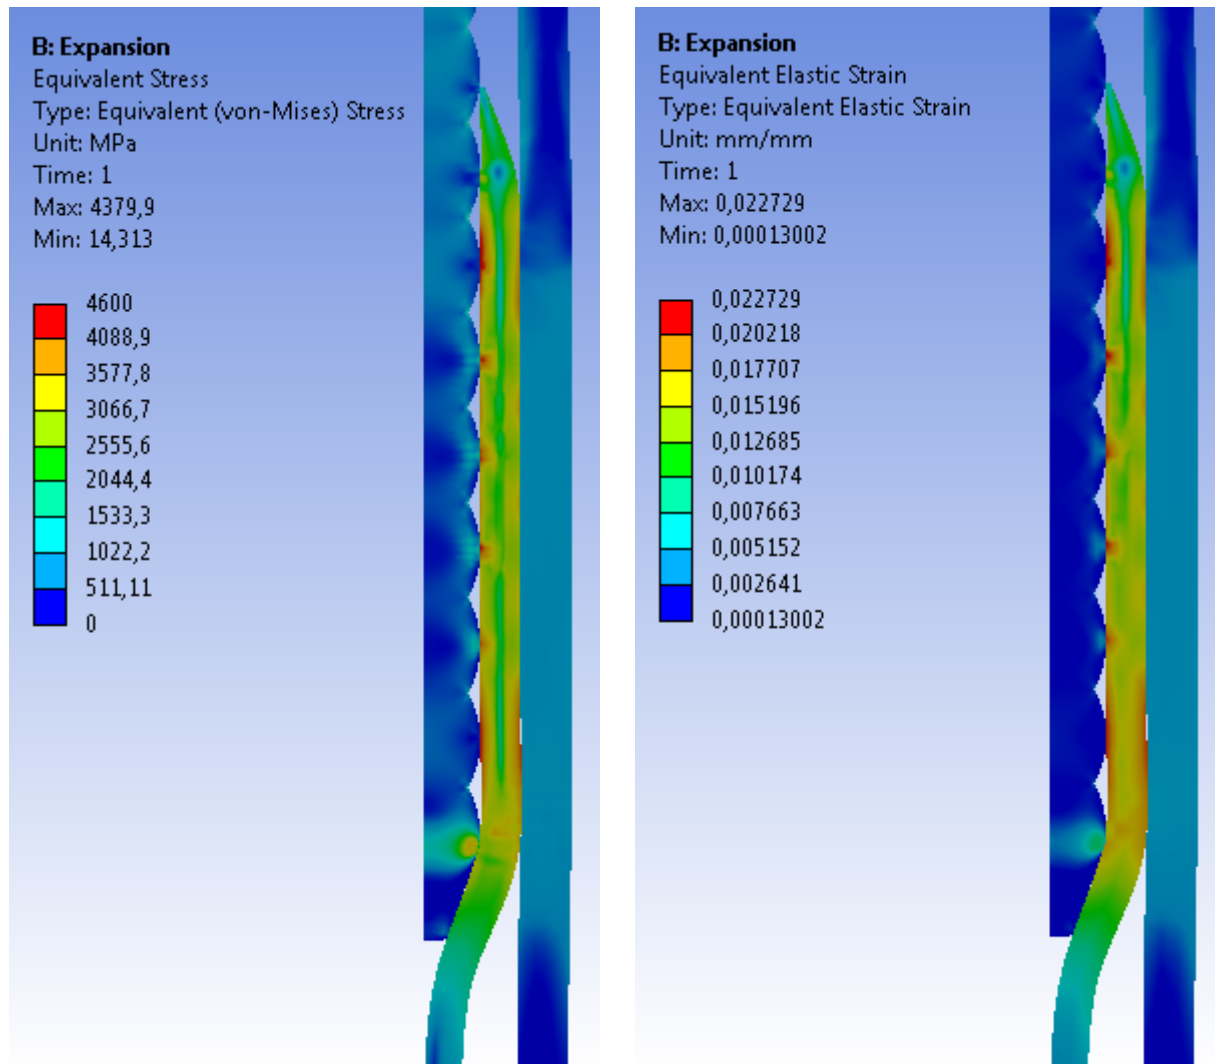 B: Expansion
Equivalent Stress
Type: Equivalent (von-Mises) Stress
Unit: MPa
Time: 1
Max: 4379,9
Min: 14,313
4600
4088,9
3577,8
3066,7
2555,6
2044,4
1533,3
1022,2
511,11
0
B: Expansion
Equivalent Elastic Strain
Type: Equivalent Elastic Strain
Unit: mm/mm
Time: 1
Max: 0,022729
Min: 0,00013002
0,022729
0,020218
0,017707
0,015196
0,012685
0,010174
0,007663
0,005152
0,002641
0,00013002